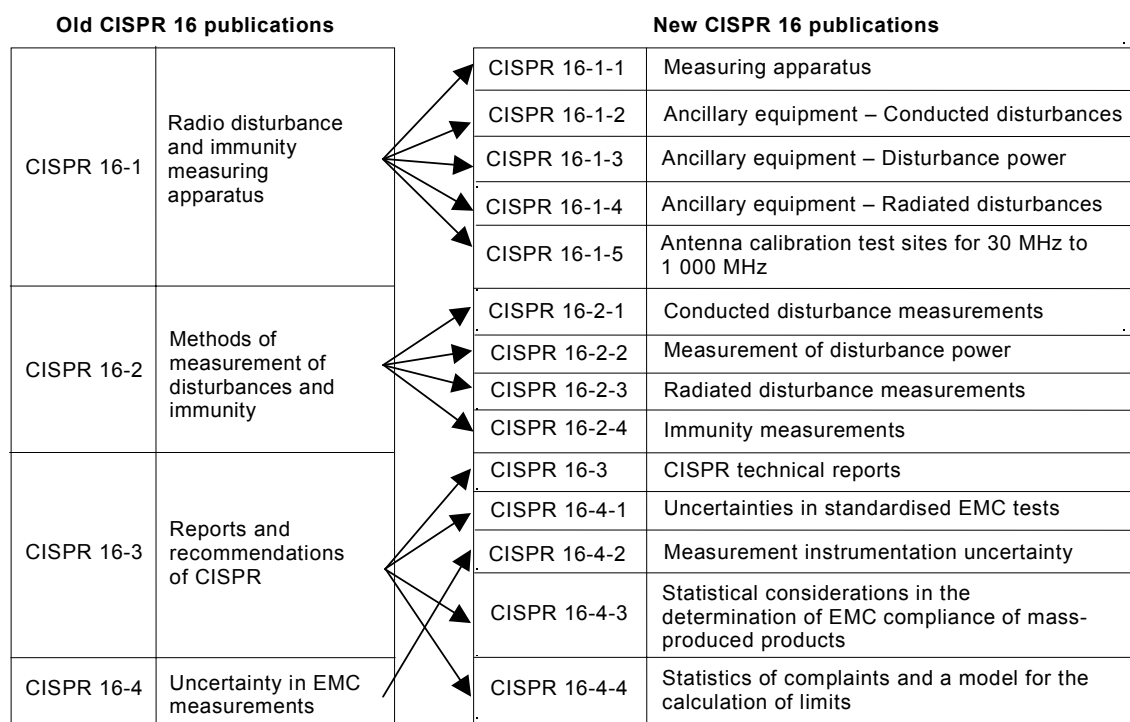 Old CISPR 16 publications
New CISPR 16 publications
CISPR 16-1
Radio disturbance
and immunity
measuring
apparatus
CISPR 16-1-1
Measuring apparatus
CISPR 16-1-2
Ancillary equipment – Conducted disturbances
CISPR 16-1-3
Ancillary equipment – Disturbance power
CISPR 16-1-4
Ancillary equipment – Radiated disturbances
CISPR 16-1-5
Antenna calibration test sites for 30 MHz to
1 000 MHz
CISPR 16-2
Methods of
measurement of
disturbances and
immunity
CISPR 16-2-1
Conducted disturbance measurements
CISPR 16-2-2
Measurement of disturbance power
CISPR 16-2-3
Radiated disturbance measurements
CISPR 16-2-4
Immunity measurements
CISPR 16-3
Reports and
recommendations
of CISPR
CISPR 16-3
CISPR technical reports
CISPR 16-4-1
Uncertainties in standardised EMC tests
CISPR 16-4-2
Measurement instrumentation uncertainty
CISPR 16-4-3
Statistical considerations in the
determination of EMC compliance of mass-
produced products
CISPR 16-4
Uncertainty in EMC
measurements
CISPR 16-4-4
Statistics of complaints and a model for the
calculation of limits